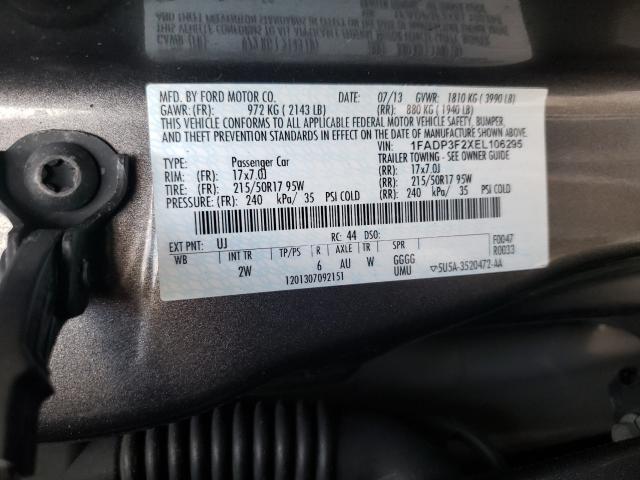 MFD. BY FORD MOTOR CO. DATE: 07/13 GVWR: 1810 KG ( 3990 LB)
GAWR: (FR): 972 KG ( 2143 LB) (RR): 880 KG ( 1940 LB)
THIS VEHICLE CONFORMS TO ALL APPLICABLE FEDERAL MOTOR VEHICLE SAFETY, BUMPER,
AND THEFT PREVENTION STANDARDS IN EFFECT ON THE DATE OF MANUFACTURE SHOWN ABOVE.
VIN: 1FADP3F2XEL106295
TYPE: Passenger Car TRAILER TOWING - SEE OWNER GUIDE
RIM: (FR): 17x7.0J (RR): 17x7.0J
TIRE: (FR): 215/50R17 95W (RR): 215/50R17 95W
PRESSURE: (FR): 240 kPa/ 35 PSI COLD (RR): 240 kPa/ 35 PSI COLD
EXT PNT: UJ RC: 44 DSO: F0047
WB INT TR TP/PS R AXLE TR SPR R0033
2W 6 AU W GGGG
UMU
1201307092151
5U5A-3520472-AA